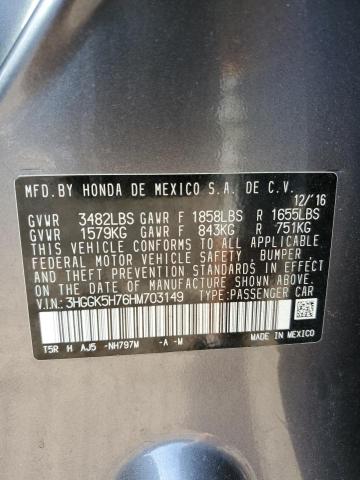 MFD.BY HONDA DE MEXICO S.A. DE C.V.
12/'16
GVWR 3482LBS GAWR F 1858LBS R 1655LBS
GVWR 1579KG GAWR F 843KG R 751KG
THIS VEHICLE CONFORMS TO ALL APPLICABLE
FEDERAL MOTOR VEHICLE SAFETY, BUMPER,
AND THEFT PREVENTION STANDARDS IN EFFECT
ON THE DATE OF MANUFACTURE SHOWN ABOVE.
V.I.N.: 3HGGK5H76HM703149 TYPE:PASSENGER CAR
T5R H AJ5 -NH797M -A -M MADE IN MEXICO